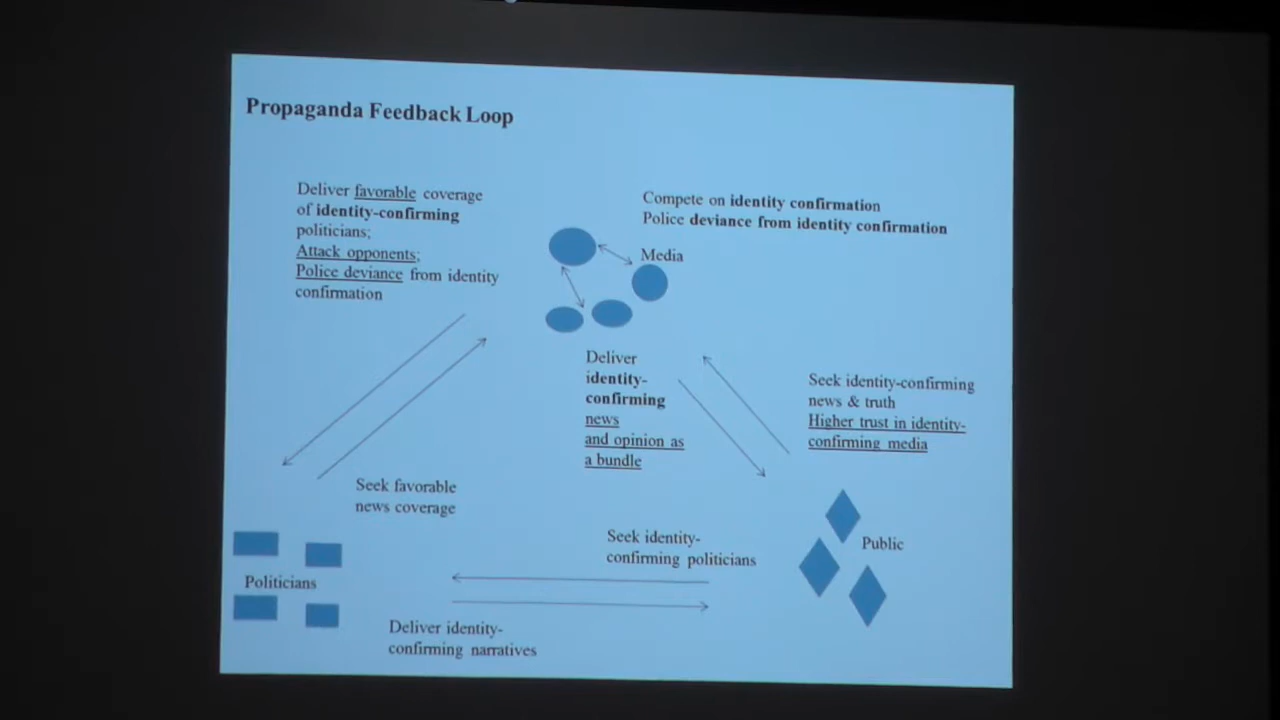 Propaganda Feedback Loop
Deliver favorable coverage
of identity-confirming
politicians;
Attack opponents;
Police deviance from identity
confirmation
Compete on identity confirmation
Police deviance from identity confirmation
Media
Deliver
identity-
confirming
news
and opinion as
a bundle
Seek identity-confirming
news & truth
Higher trust in identity-
confirming media
Seek favorable
news coverage
Seek identity-
confirming politicians
Public
Politicians
Deliver identity-
confirming narratives